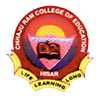 CHHAJU RAM COLLEGE OF EDUCATION
HISAR
LIFE LONG LEARNING